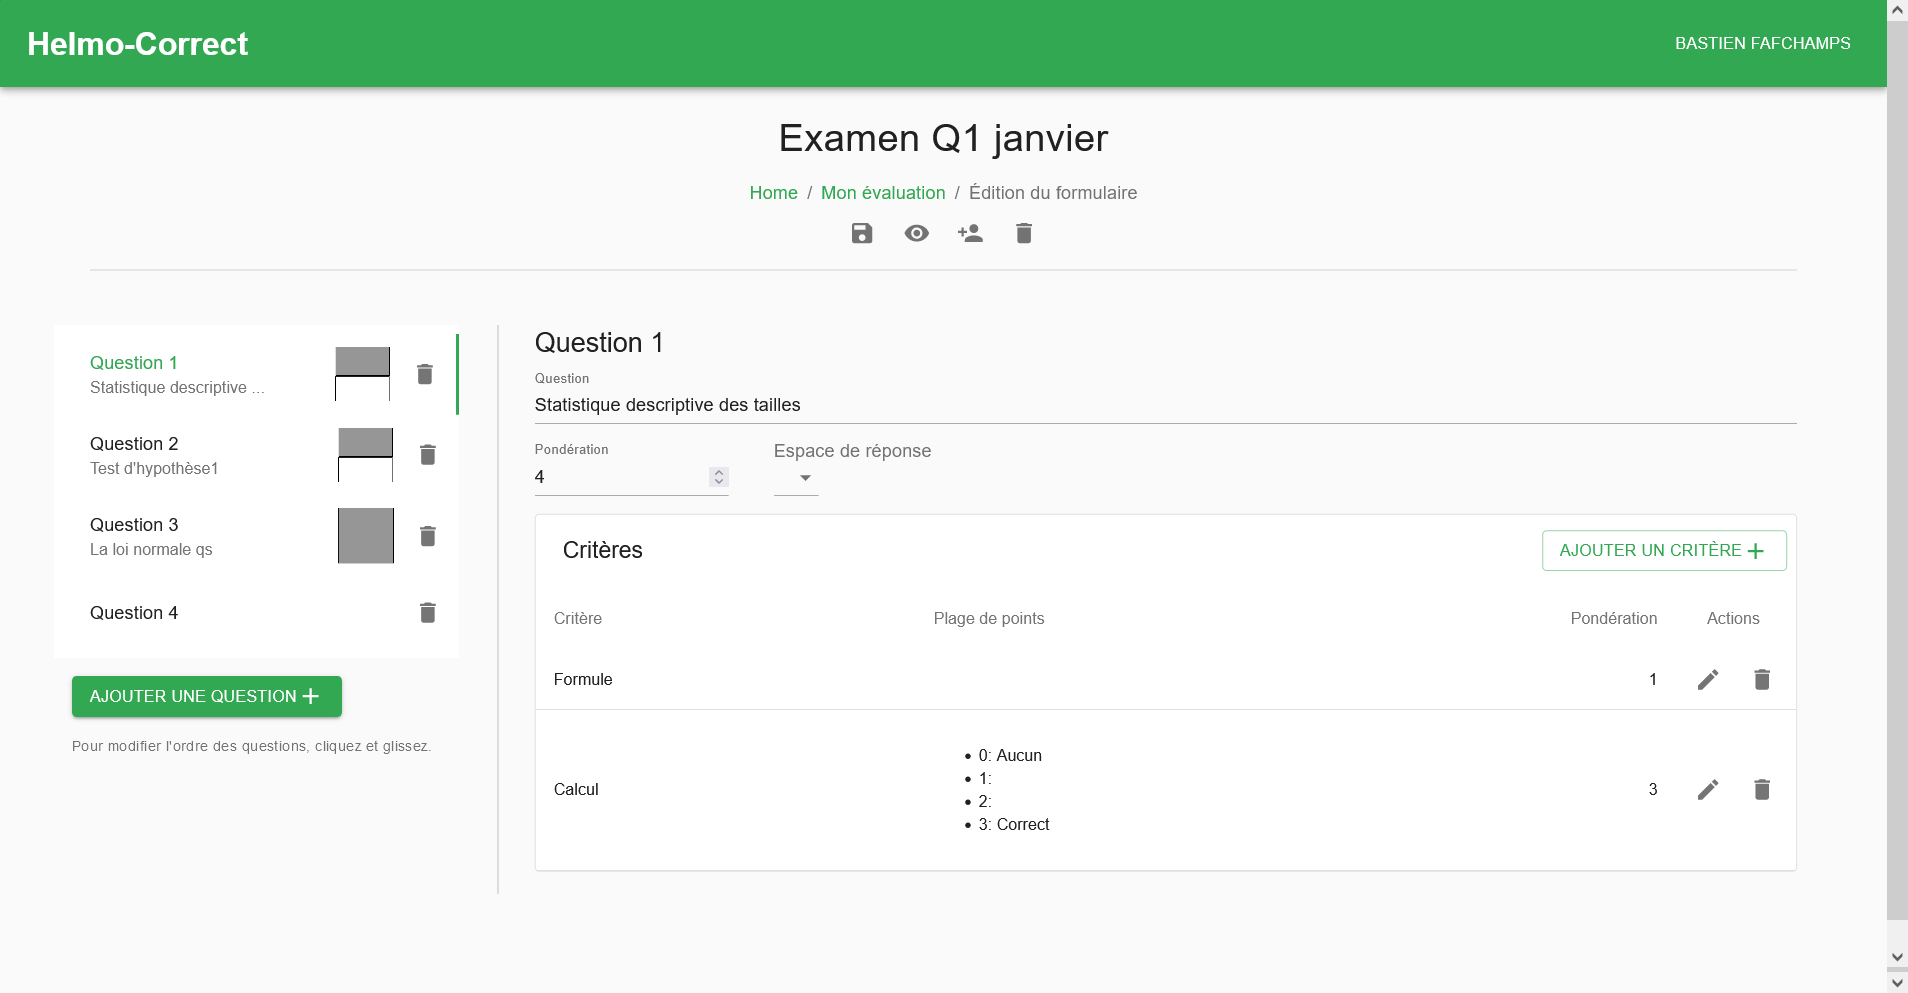 Helmo-Correct
BASTIEN FAFCHAMPS
Examen Q1 janvier
Home / Mon évaluation / Édition du formulaire
Question 1
Statistique descriptive ...
Question 2
Test d'hypothèse1
Question 3
La loi normale qs
Question 4
AJOUTER UNE QUESTION
Pour modifier l'ordre des questions, cliquez et glissez.
Question 1
Question
Statistique descriptive des tailles
Pondération
4
Espace de réponse
Critères
AJOUTER UN CRITÈRE
Critère Plage de points Pondération Actions
Formule 1
Calcul
• 0: Aucun
• 1:
• 2:
• 3: Correct
3